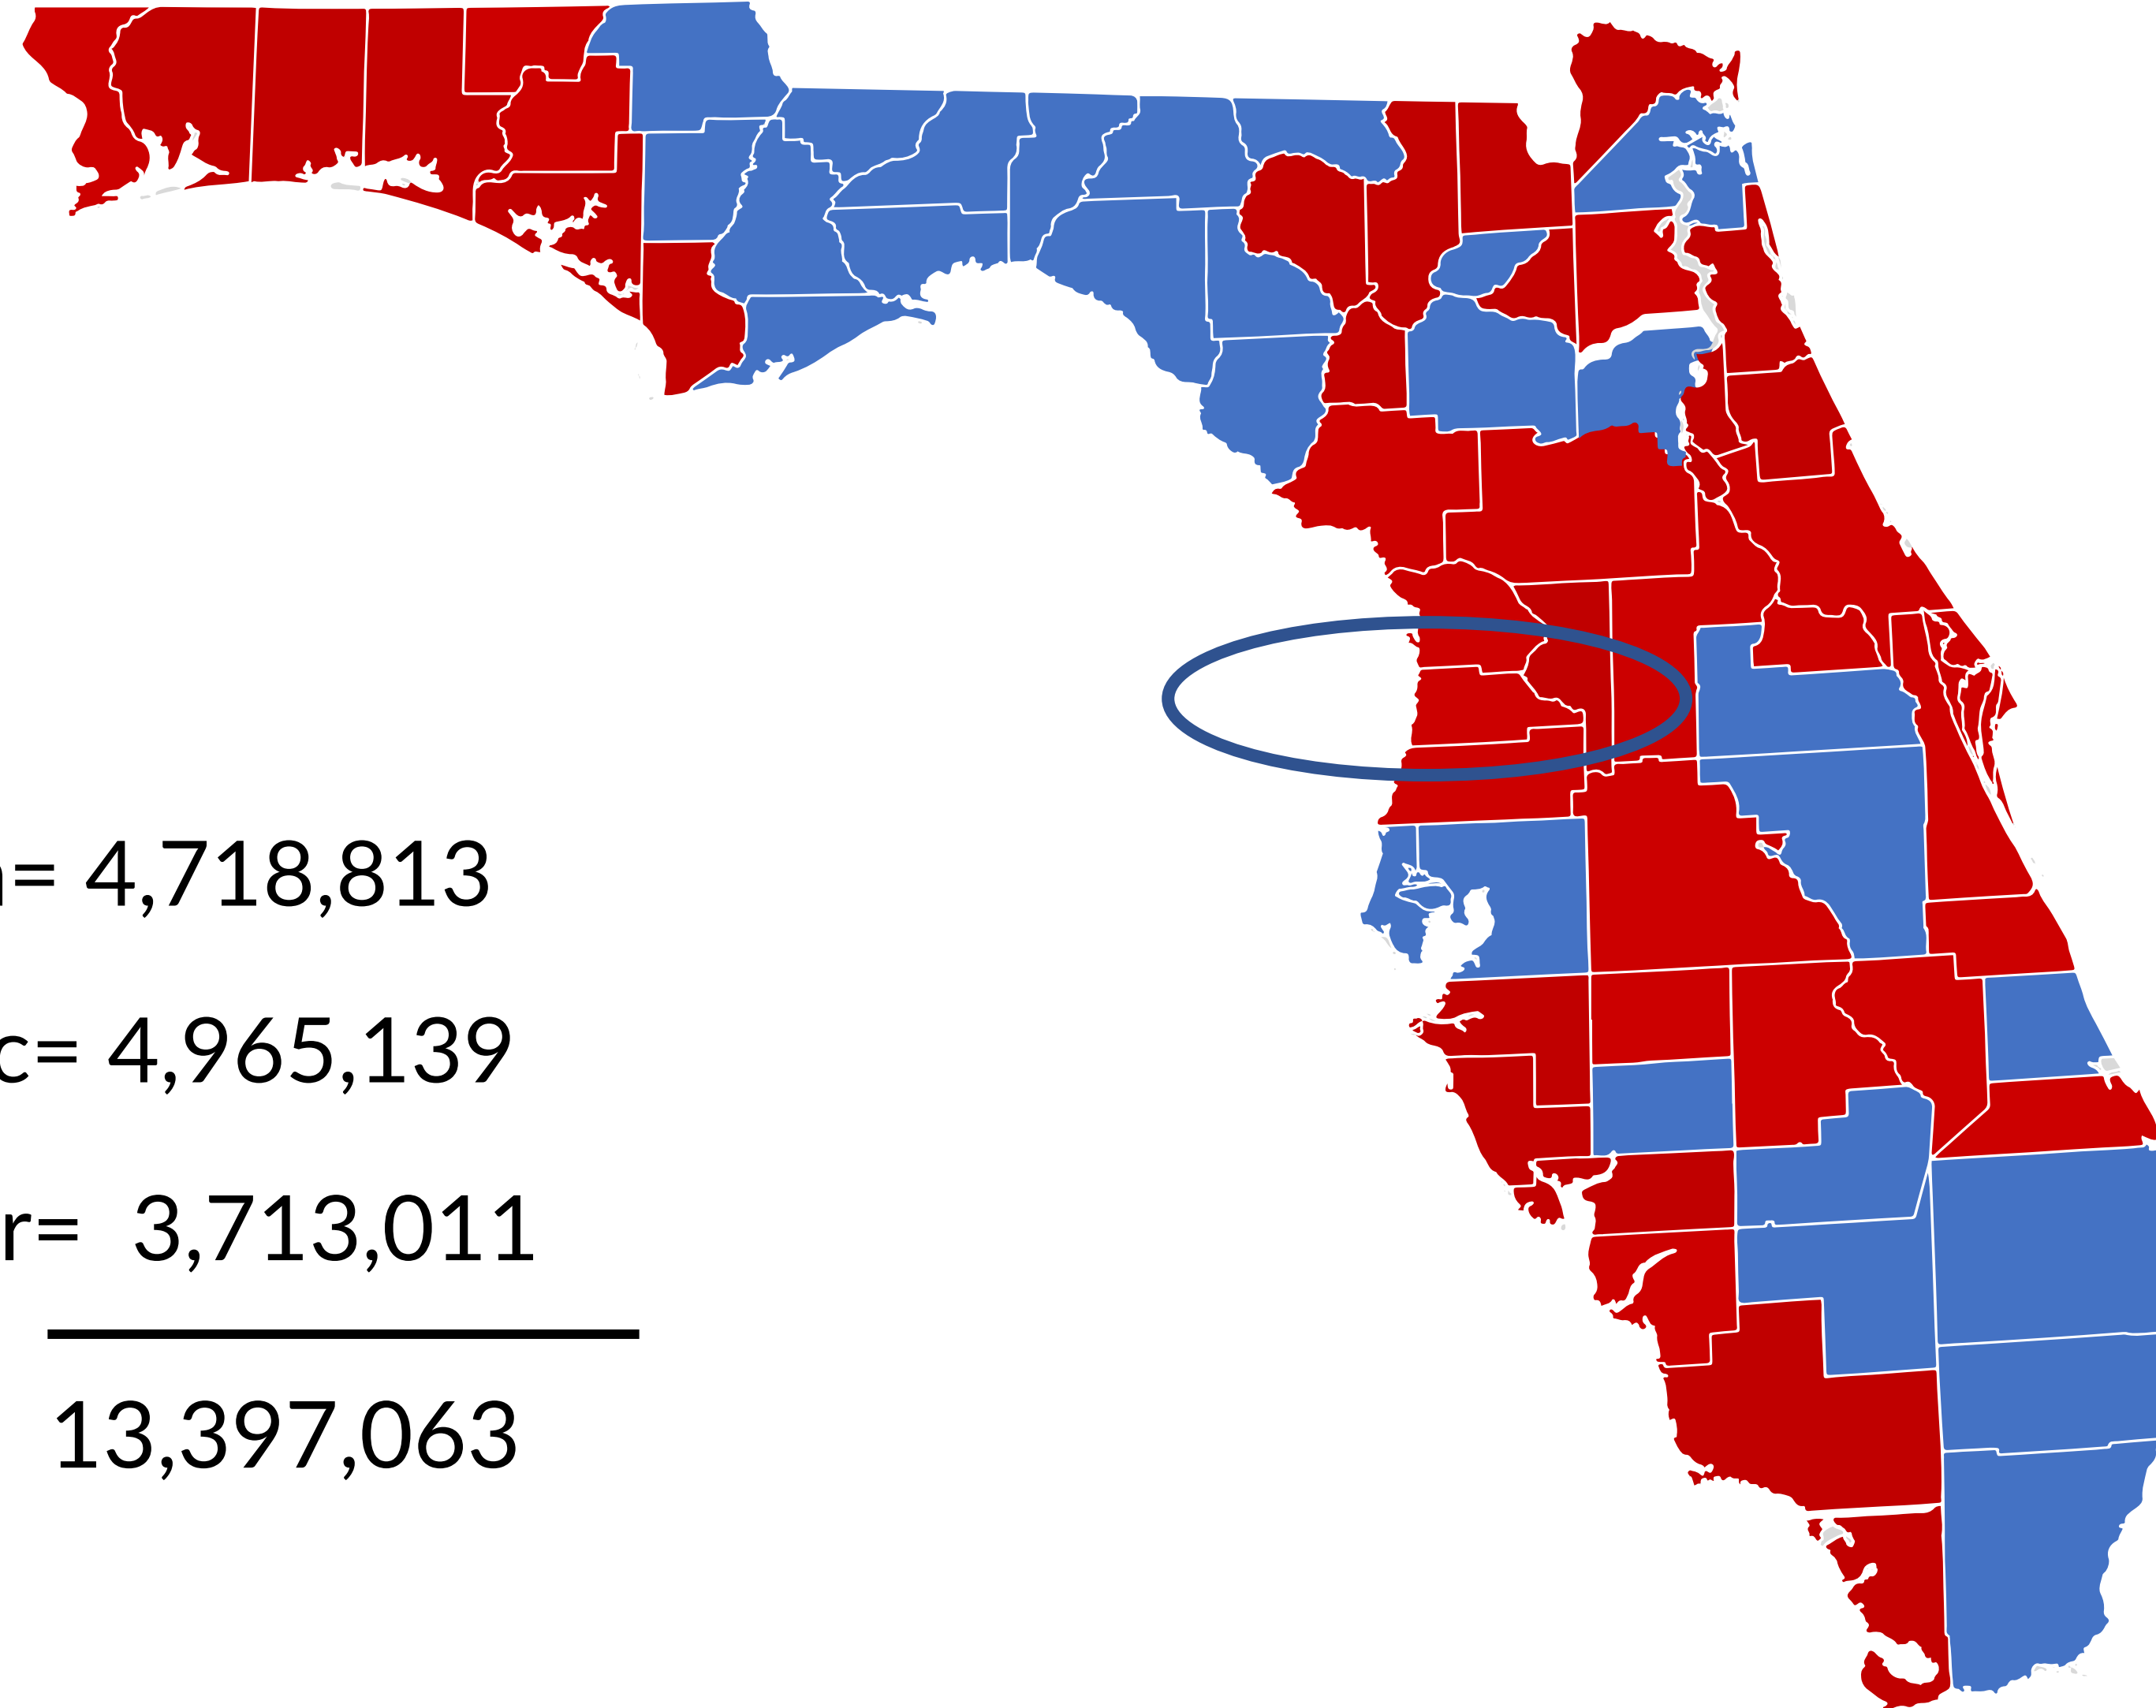 = 4,718,813
c= 4,965,139
r= 3,713,011
13,397,063